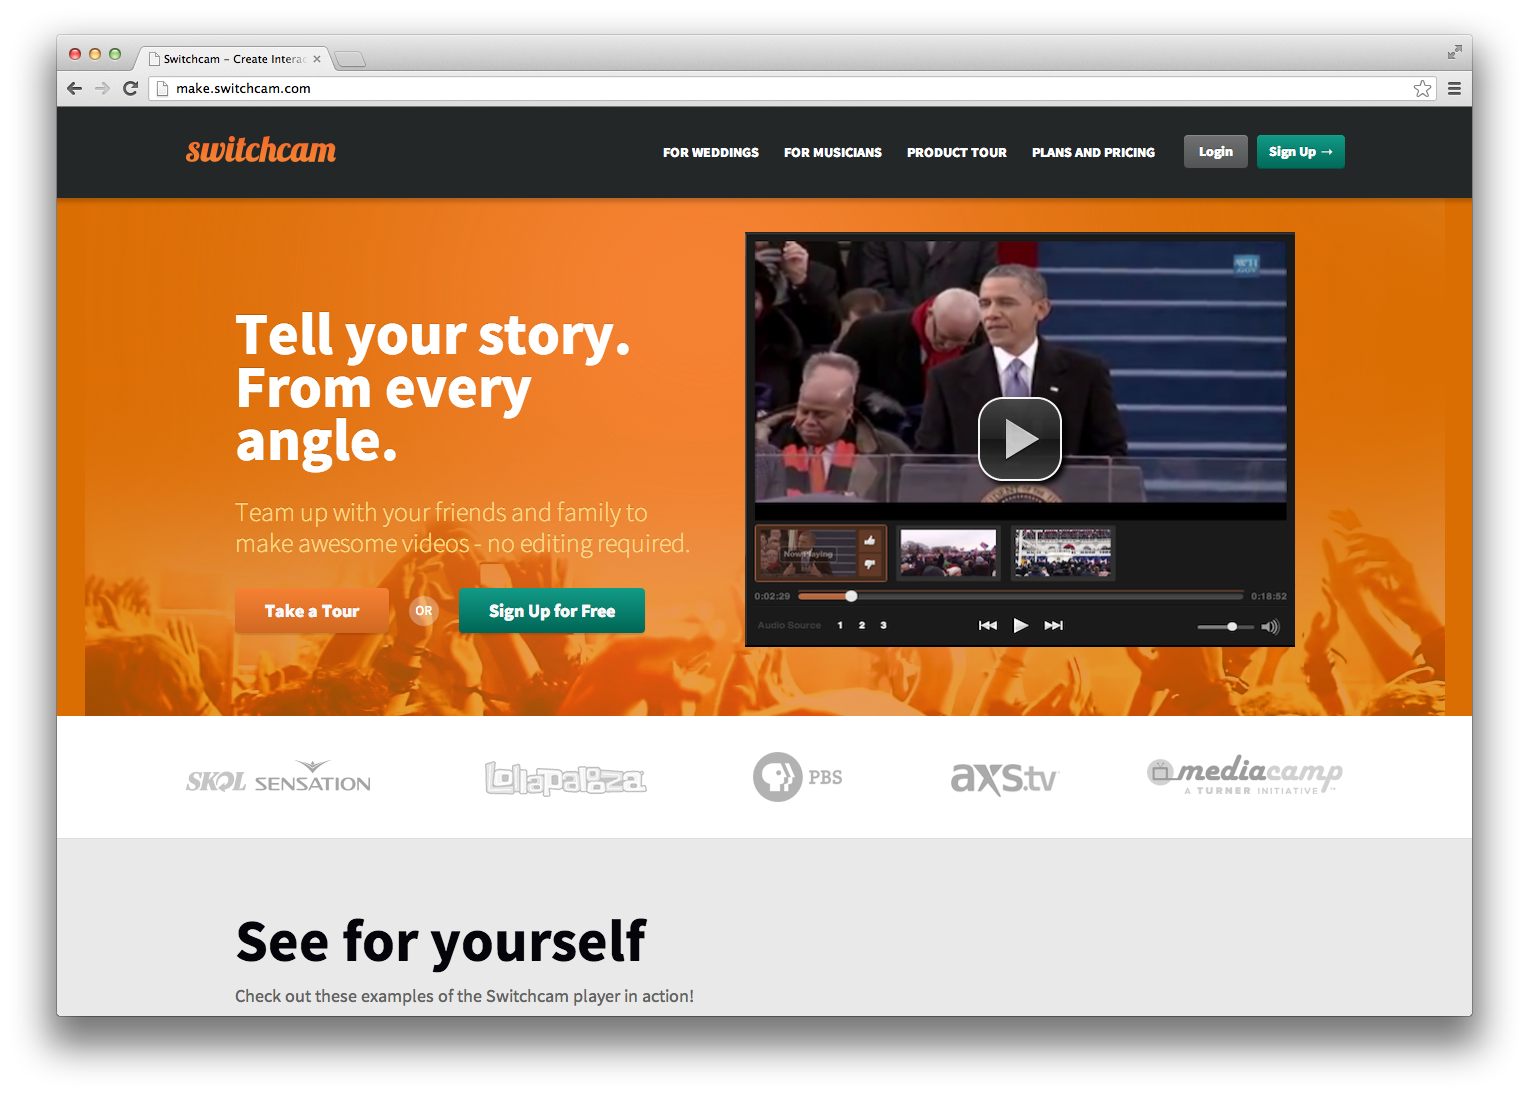 Switchcam – Create Intera
make.switchcam.com
switchcam
FOR WEDDINGS FOR MUSICIANS PRODUCT TOUR PLANS AND PRICING Login Sign Up →
WH
GOV
Tell your story.
From every
angle.
Team up with your friends and family to
make awesome videos - no editing required.
Take a Tour OR Sign Up for Free
Now Playing
0:02:29 0:18:52
Audio Source 1 2 3
SKOL SENSATION
Lollapalooza
PBS
axs.tv
mediacamp
A TURNER INITIATIVE™
See for yourself
Check out these examples of the Switchcam player in action!